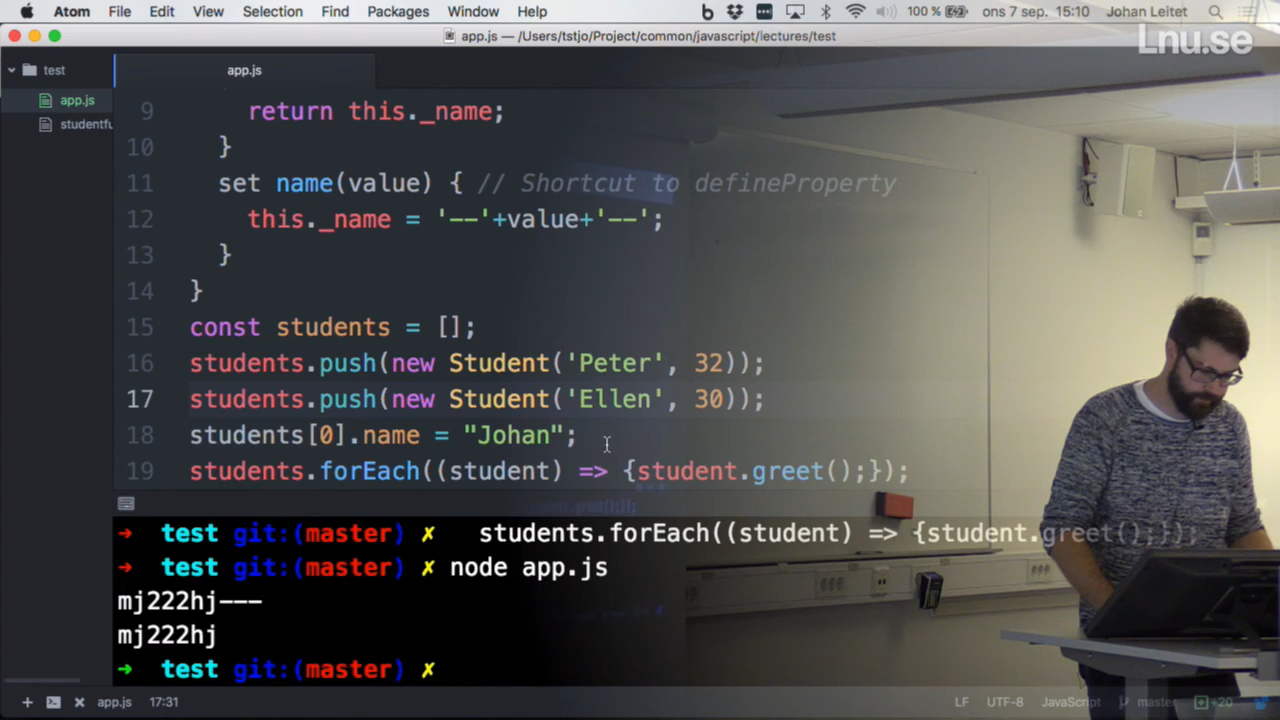 Atom File Edit View Selection Find Packages Window Help 100 % ons 7 sep. 15:10 Johan Leitet
app.js — /Users/tstjo/Project/common/javascript/lectures/test
Lnu.se
test
app.js
app.js
studentfu
9 return this._name;
10 }
11 set name(value) { // Shortcut to defineProperty
12 this._name = '--'+value+'--';
13 }
14 }
15 const students = [];
16 students.push(new Student('Peter', 32));
17 students.push(new Student('Ellen', 30));
18 students[0].name = "Johan";
19 students.forEach((student) => {student.greet();});
➜ test git:(master) ✗ students.forEach((student) => {student.greet();});
➜ test git:(master) ✗ node app.js
mj222hj---
mj222hj
➜ test git:(master) ✗
app.js 17:31 LF UTF-8 JavaScript master +20